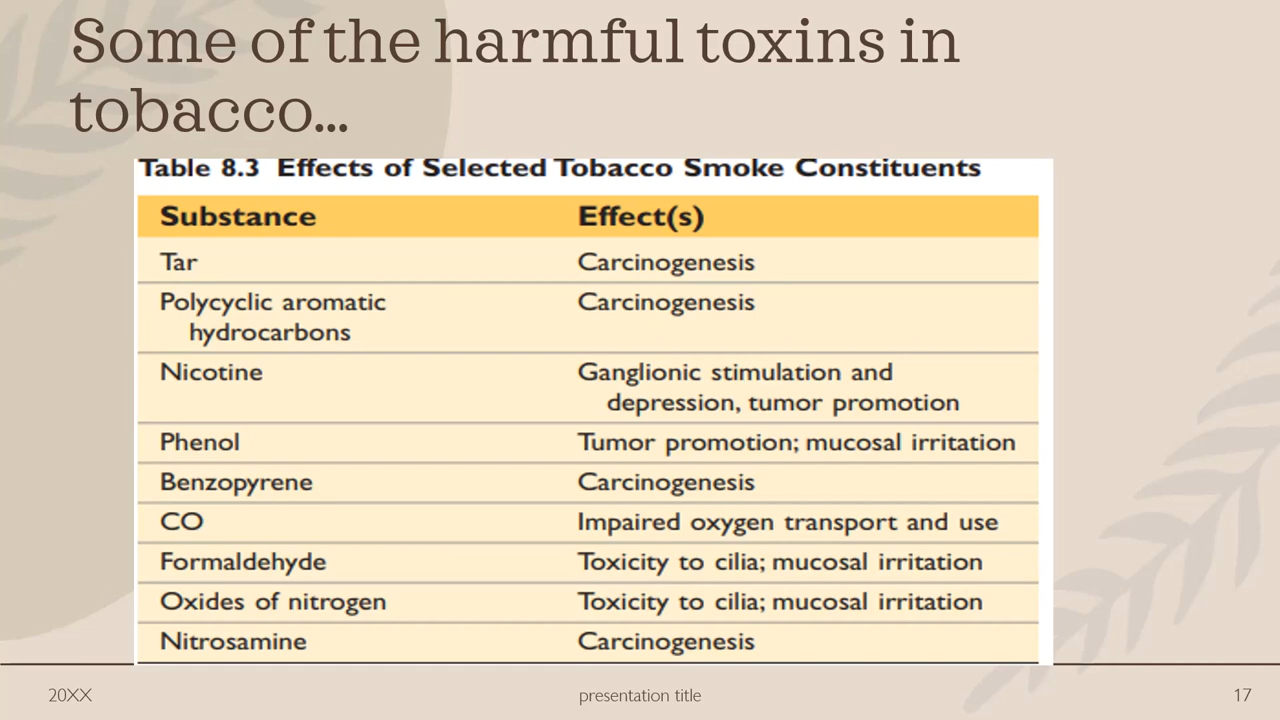 Some of the harmful toxins in
tobacco...
Table 8.3 Effects of Selected Tobacco Smoke Constituents
Substance Effect(s)
Tar Carcinogenesis
Polycyclic aromatic Carcinogenesis
hydrocarbons
Nicotine Ganglionic stimulation and
depression, tumor promotion
Phenol Tumor promotion; mucosal irritation
Benzopyrene Carcinogenesis
CO Impaired oxygen transport and use
Formaldehyde Toxicity to cilia; mucosal irritation
Oxides of nitrogen Toxicity to cilia; mucosal irritation
Nitrosamine Carcinogenesis
20XX presentation title 17